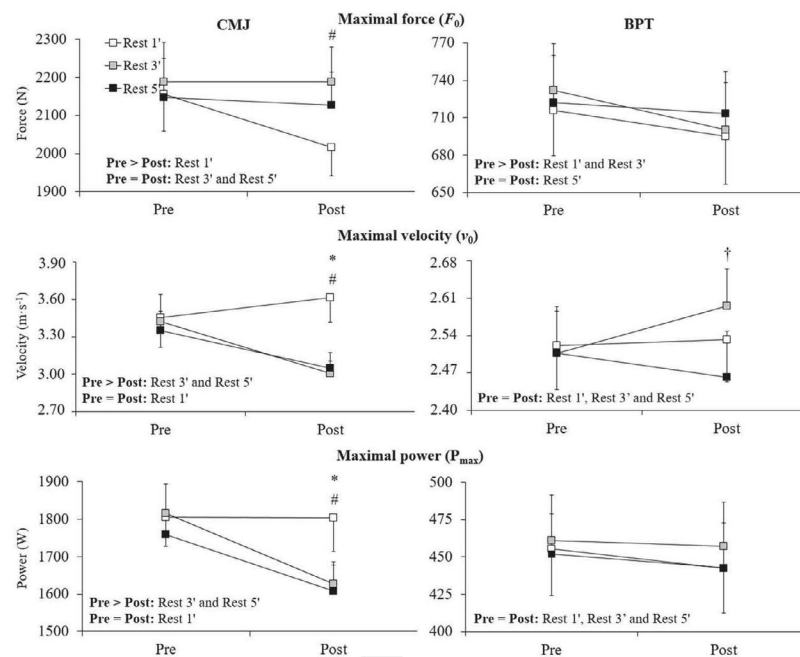 Maximal force (F0)
CMJ
BPT
Rest 1'
Rest 3'
Rest 5'
#
Force (N)
2300
2200
2100
2000
1900
Pre > Post: Rest 1'
Pre = Post: Rest 3' and Rest 5'
Pre
Post
770
740
710
680
650
Pre > Post: Rest 1' and Rest 3'
Pre = Post: Rest 5'
Pre
Post
Maximal velocity (v0)
Velocity (m·s-1)
3.90
3.60
3.30
3.00
2.70
*
#
Pre > Post: Rest 3' and Rest 5'
Pre = Post: Rest 1'
Pre
Post
2.68
2.61
2.54
2.47
2.40
†
Pre = Post: Rest 1', Rest 3’ and Rest 5'
Pre
Post
Maximal power (Pmax)
Power (W)
1900
1800
1700
1600
1500
*
#
Pre > Post: Rest 3' and Rest 5'
Pre = Post: Rest 1'
Pre
Post
500
475
450
425
400
Pre = Post: Rest 1', Rest 3’ and Rest 5'
Pre
Post